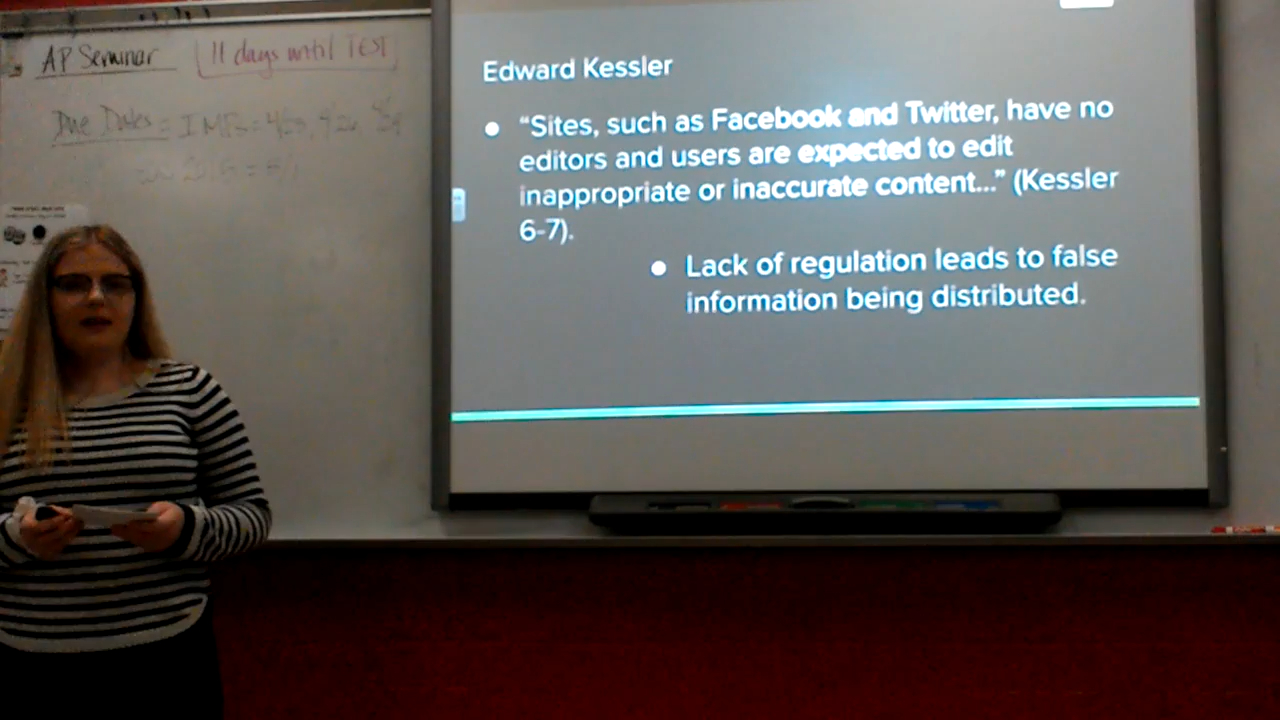 AP Seminar
11 days until TEST
Due Dates =
Edward Kessler
● “Sites, such as Facebook and Twitter, have no
editors and users are expected to edit
inappropriate or inaccurate content...” (Kessler
6-7).
● Lack of regulation leads to false
information being distributed.